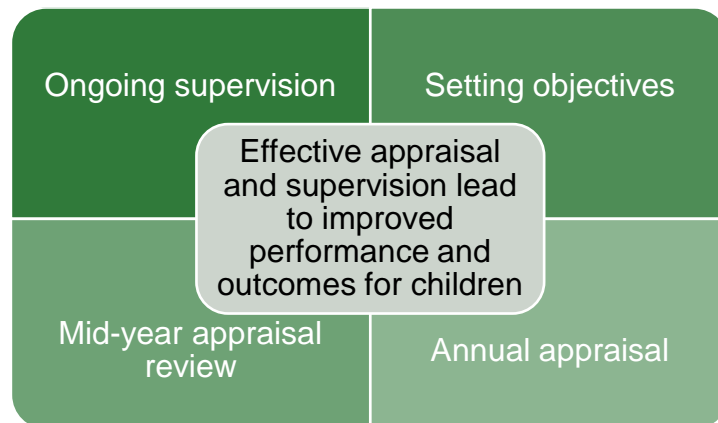 Ongoing supervision
Setting objectives
Effective appraisal
and supervision lead
to improved
performance and
outcomes for children
Mid-year appraisal
review
Annual appraisal